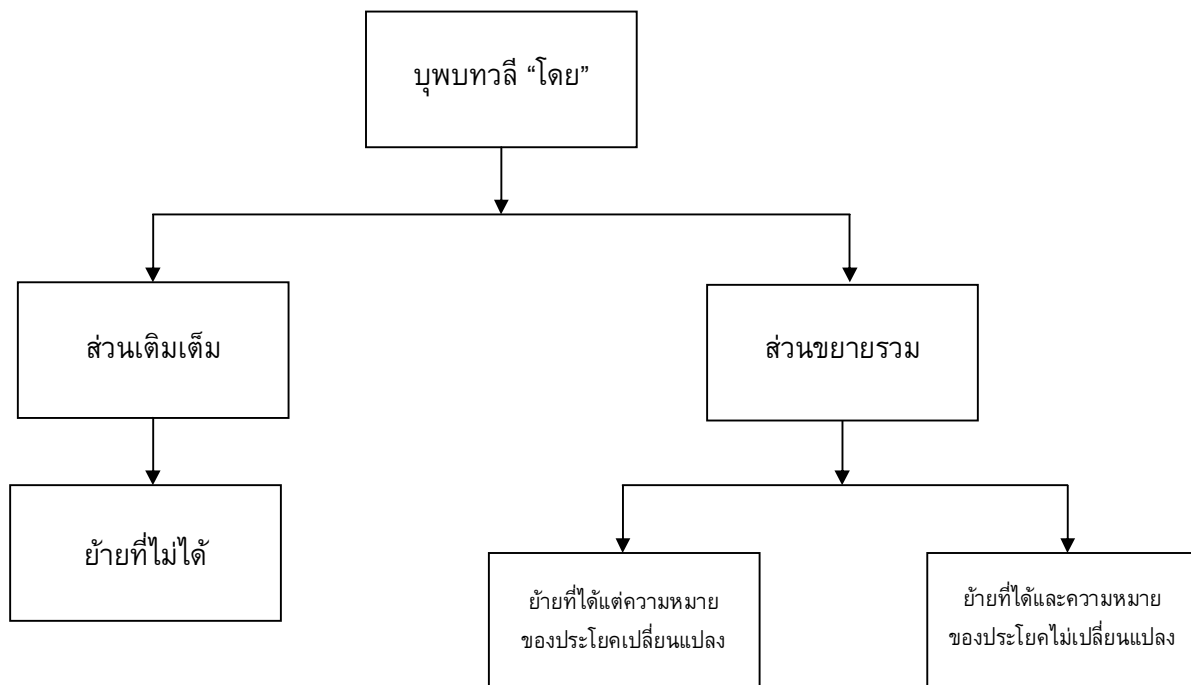 บุพบทวลี “โดย”
ส่วนเติมเต็ม
ส่วนขยายรวม
ย้ายที่ไม่ได้
ย้ายที่ได้แต่ความหมาย
ของประโยคเปลี่ยนแปลง
ย้ายที่ได้และความหมาย
ของประโยคไม่เปลี่ยนแปลง